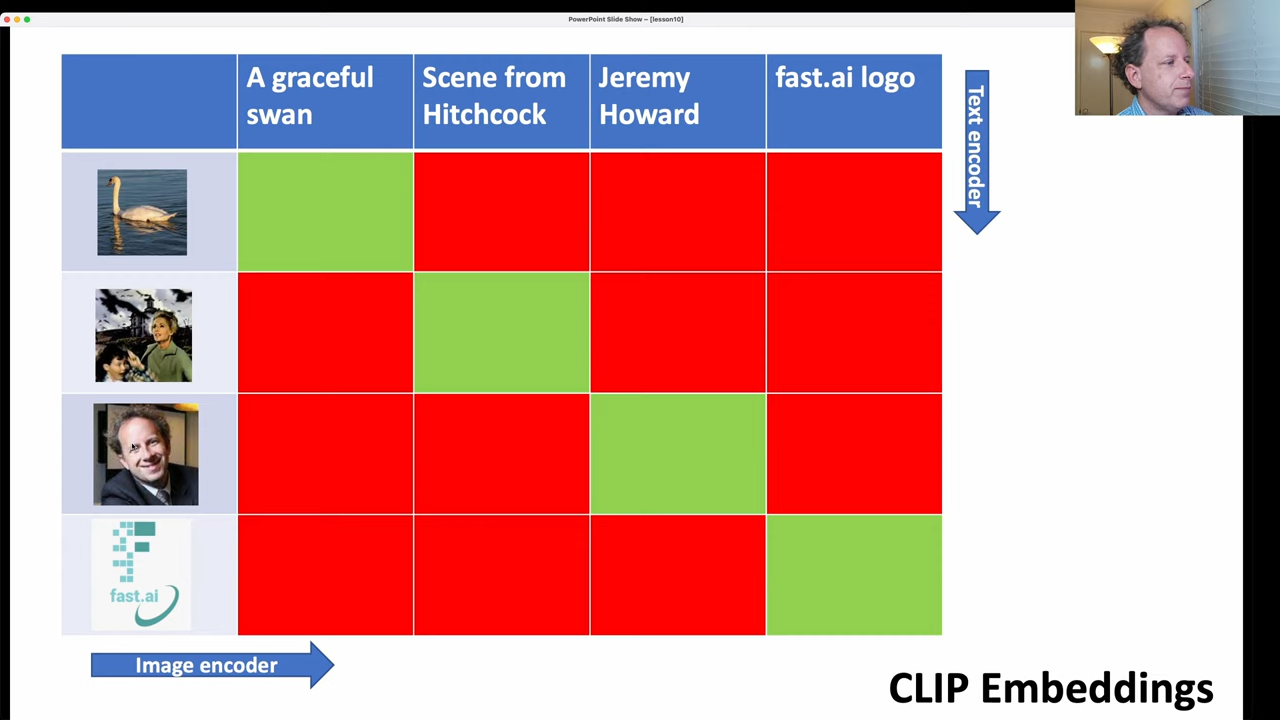 PowerPoint Slide Show ~ [lesson10]
A graceful
swan
Scene from
Hitchcock
Jeremy
Howard
fast.ai logo
Text encoder
fast.ai
Image encoder
CLIP Embeddings